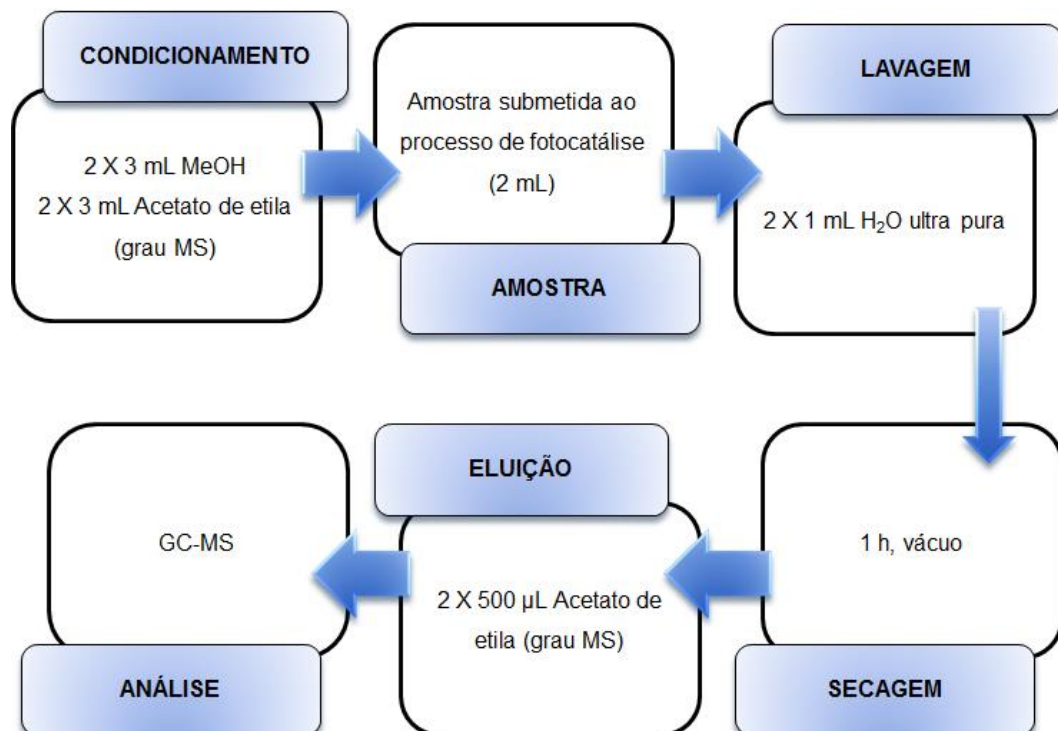 CONDICIONAMENTO
2 X 3 mL MeOH
2 X 3 mL Acetato de etila
(grau MS)
Amostra submetida ao
processo de fotocatálise
(2 mL)
AMOSTRA
LAVAGEM
2 X 1 mL H₂O ultra pura
1 h, vácuo
SECAGEM
ELUIÇÃO
2 X 500 µL Acetato de
etila (grau MS)
GC-MS
ANÁLISE